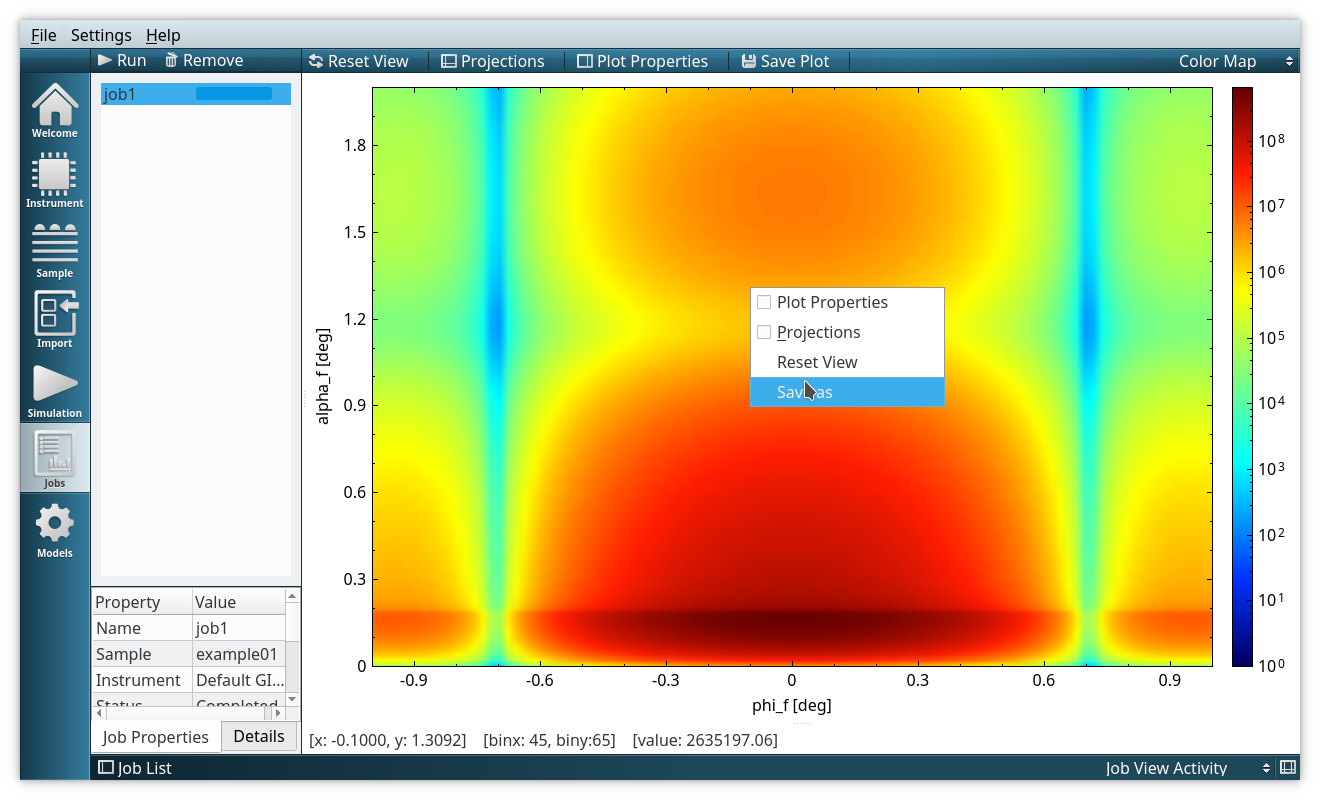 File Settings Help
Run Remove
Reset View Projections Plot Properties Save Plot Color Map
job1
Welcome
Instrument
Sample
Import
Simulation
Jobs
Models
1.8
1.5
1.2
0.9
0.6
0.3
0
alpha_f [deg]
-0.9 -0.6 -0.3 0 0.3 0.6 0.9
phi_f [deg]
10^8
10^7
10^6
10^5
10^4
10^3
10^2
10^1
10^0
Plot Properties
Projections
Reset View
as
Property Value
Name job1
Sample example01
Instrument Default GI...
Status Completed
Job Properties Details
[x: -0.1000, y: 1.3092] [binx: 45, biny:65] [value: 2635197.06]
Job List Job View Activity